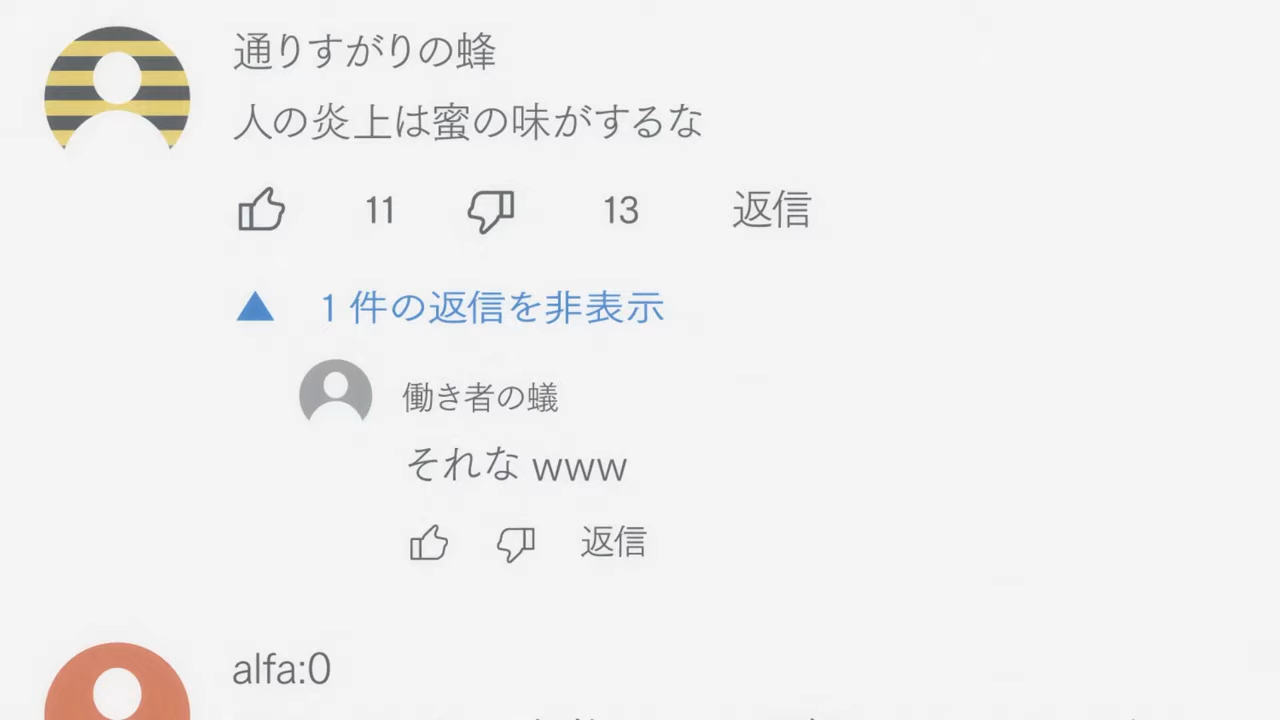 通りすがりの蜂
人の炎上は蜜の味がするな
11 13 返信
▲ 1 件の返信を非表示
働き者の蟻
それな www
返信
alfa:0